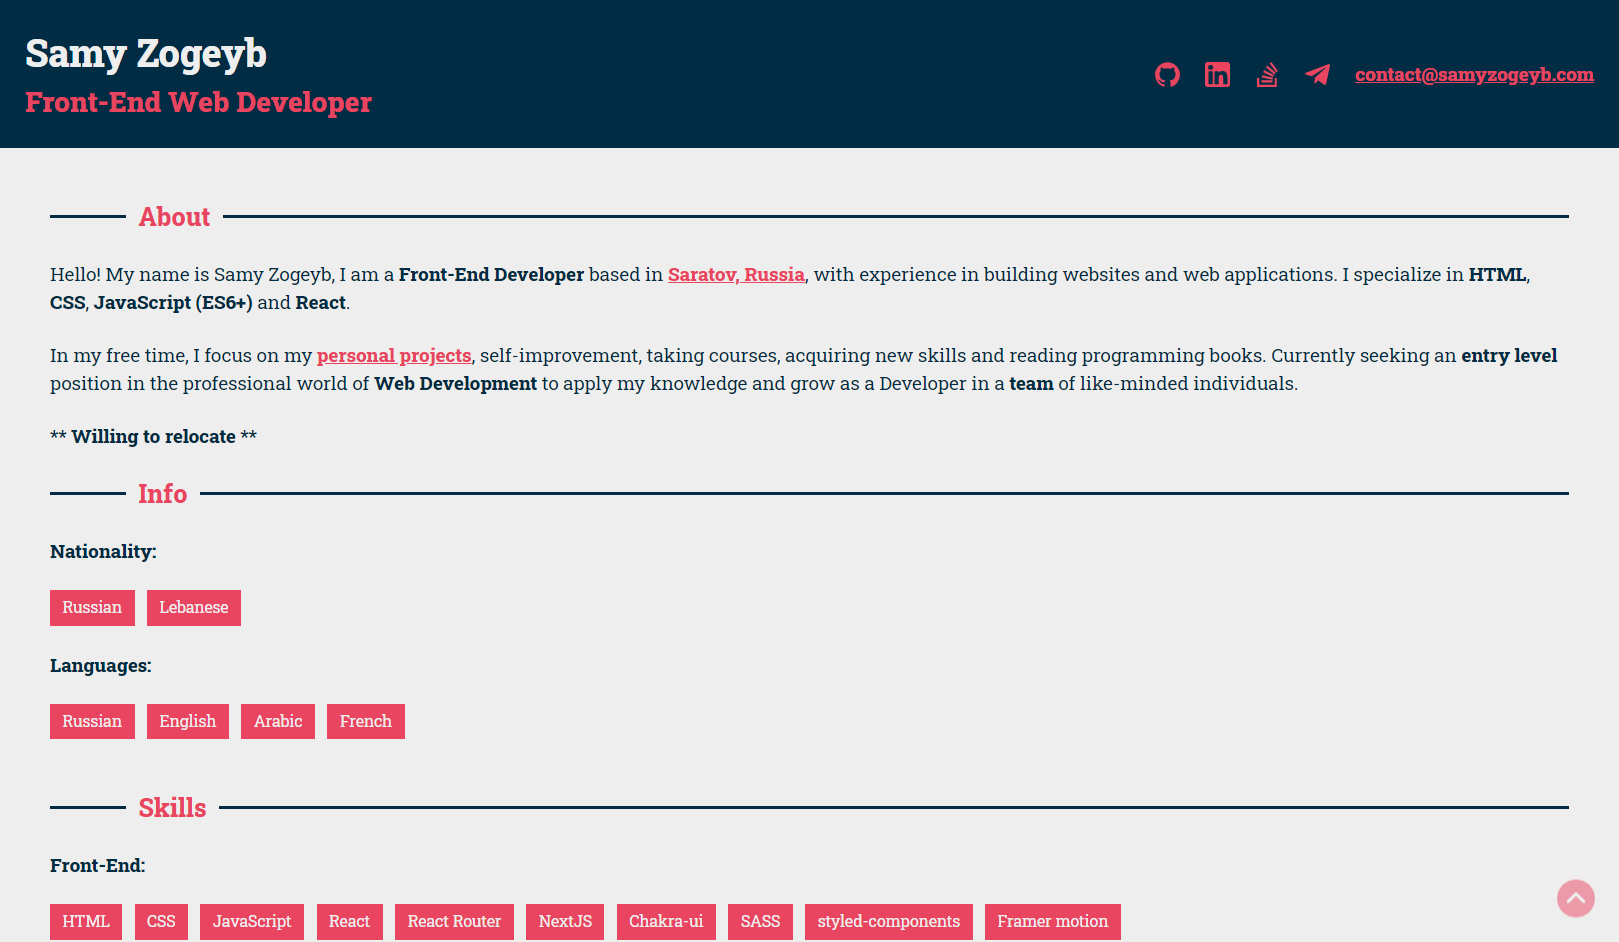 Samy Zogeyb
Front-End Web Developer
contact@samyzogeyb.com
About
Hello! My name is Samy Zogeyb, I am a Front-End Developer based in Saratov, Russia, with experience in building websites and web applications. I specialize in HTML,
CSS, JavaScript (ES6+) and React.
In my free time, I focus on my personal projects, self-improvement, taking courses, acquiring new skills and reading programming books. Currently seeking an entry level
position in the professional world of Web Development to apply my knowledge and grow as a Developer in a team of like-minded individuals.
** Willing to relocate **
Info
Nationality:
Russian Lebanese
Languages:
Russian English Arabic French
Skills
Front-End:
HTML CSS JavaScript React React Router NextJS Chakra-ui SASS styled-components Framer motion